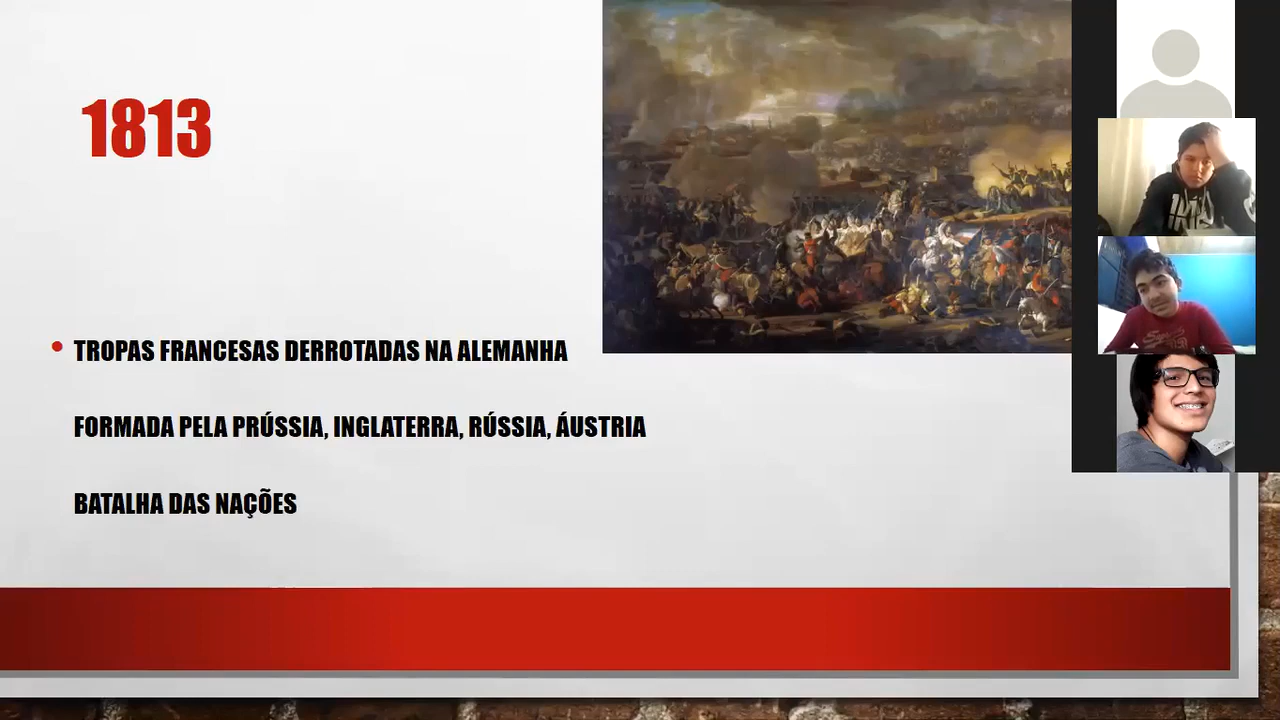 1813
TROPAS FRANCESAS DERROTADAS NA ALEMANHA
FORMADA PELA PRÚSSIA, INGLATERRA, RÚSSIA, ÁUSTRIA
BATALHA DAS NAÇÕES